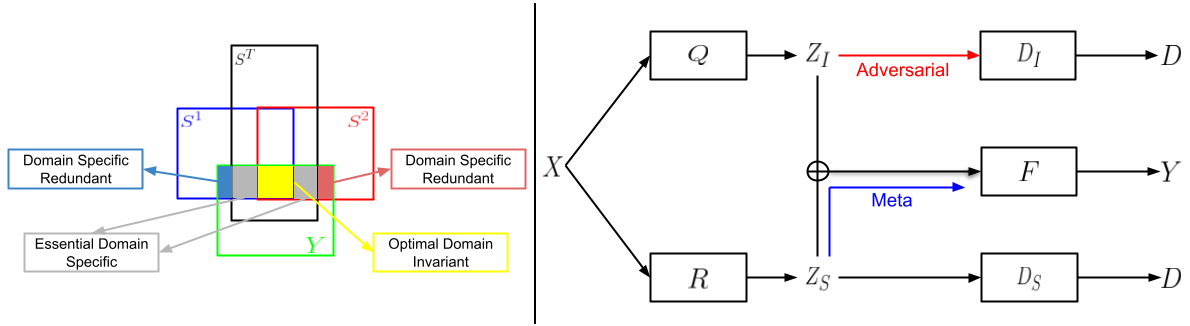 S^T
S^1
S^2
Domain Specific
Redundant
Domain Specific
Redundant
Essential Domain
Specific
Y
Optimal Domain
Invariant
X
Q
Z_I
Adversarial
D_I
D
F
Y
Meta
R
Z_S
D_S
D